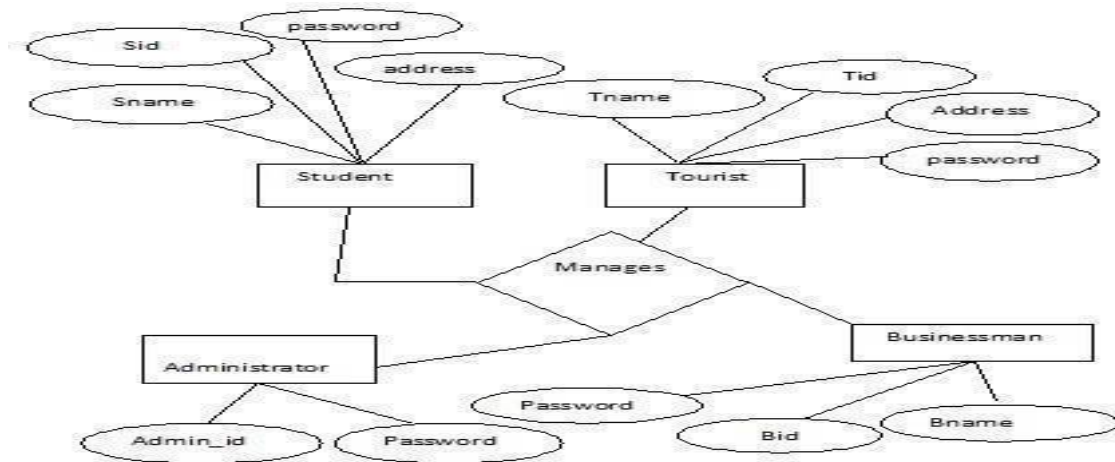 password
Sid
address
Sname
Tname
Tid
Address
password
Student
Tourist
Manages
Administrator
Businessman
Password
Bid
Bname
Admin_id
Password